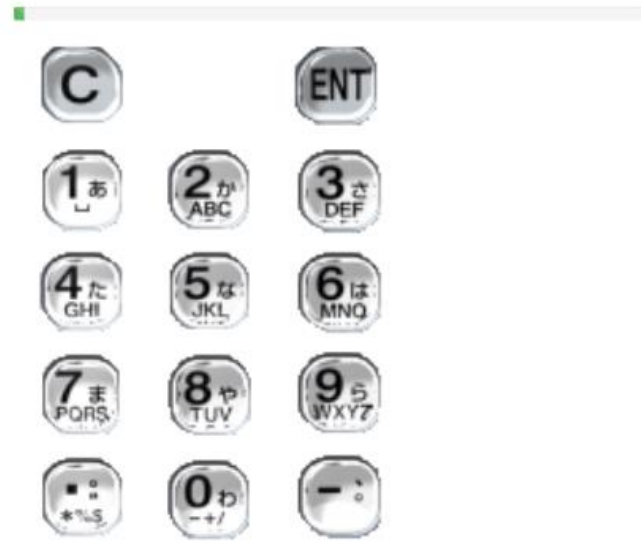 C ENT
1 あ 2 か 3 さ
␣ ABC DEF
4 た 5 な 6 は
GHI JKL MNO
7 ま 8 や 9 ら
PQRS TUV WXYZ
. ゛゜ 0 わ - 、。
*%$ -+/